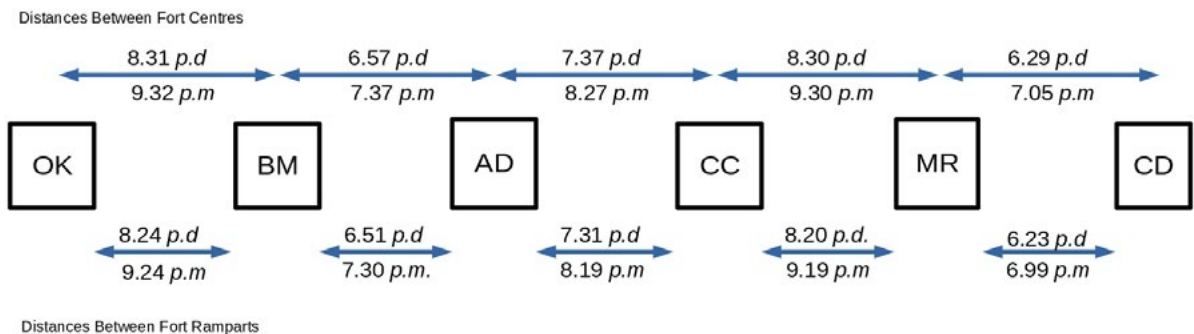 Distances Between Fort Centres
8.31 p.d 6.57 p.d 7.37 p.d 8.30 p.d 6.29 p.d
9.32 p.m 7.37 p.m 8.27 p.m 9.30 p.m 7.05 p.m
OK BM AD CC MR CD
8.24 p.d 6.51 p.d 7.31 p.d 8.20 p.d. 6.23 p.d
9.24 p.m 7.30 p.m. 8.19 p.m 9.19 p.m 6.99 p.m
Distances Between Fort Ramparts